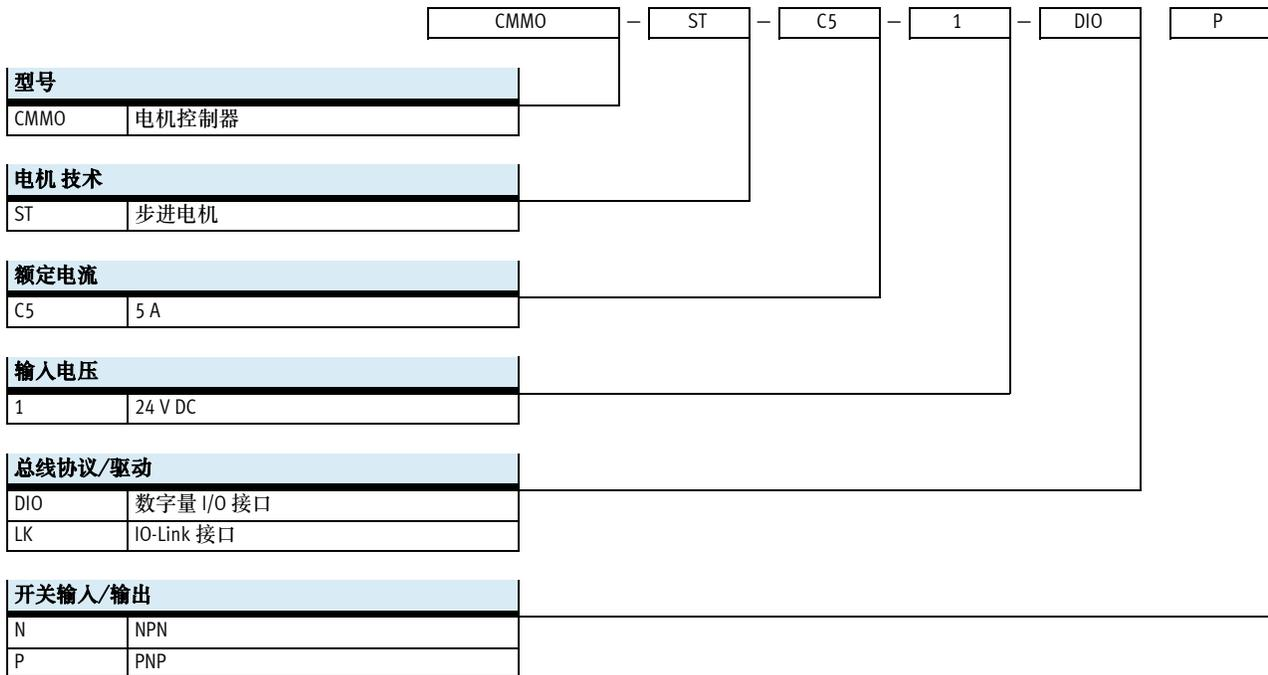 CMMO – ST – C5 – 1 – DIO P
型号
CMMO 电机控制器
电机 技术
ST 步进电机
额定电流
C5 5 A
输入电压
1 24 V DC
总线协议/驱动
DIO 数字量 I/O 接口
LK IO-Link 接口
开关输入/输出
N NPN
P PNP